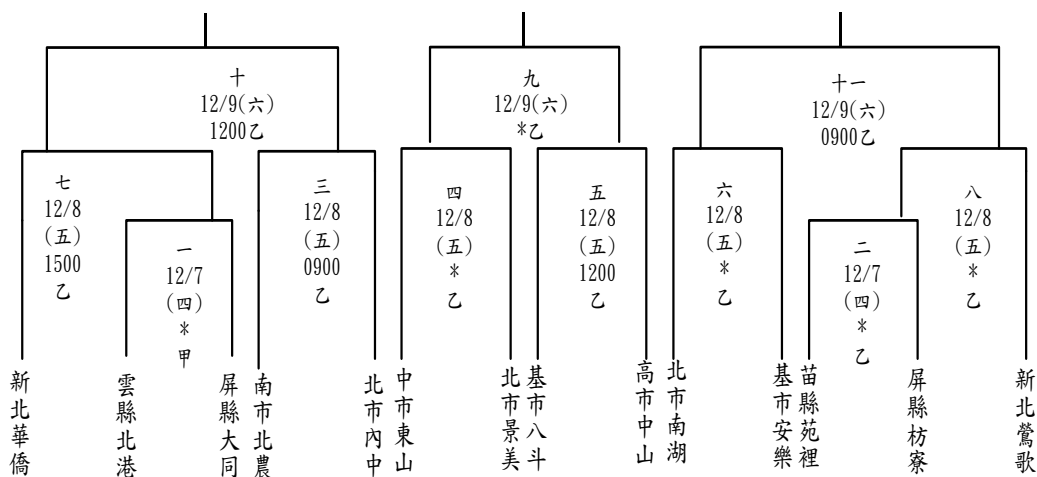 十
12/9(六)
1200乙
九
12/9(六)
*乙
十一
12/9(六)
0900乙
七
12/8
(五)
1500
乙
一
12/7
(四)
*
甲
三
12/8
(五)
0900
乙
四
12/8
(五)
*
乙
五
12/8
(五)
1200
乙
六
12/8
(五)
*
乙
二
12/7
(四)
*
乙
八
12/8
(五)
*
乙
新北華僑
雲縣北港
屏縣大同
南市北農
北市內中
中市東山
北市景美
基市八斗
高市中山
北市南湖
基市安樂
苗縣苑裡
屏縣枋寮
新北鶯歌